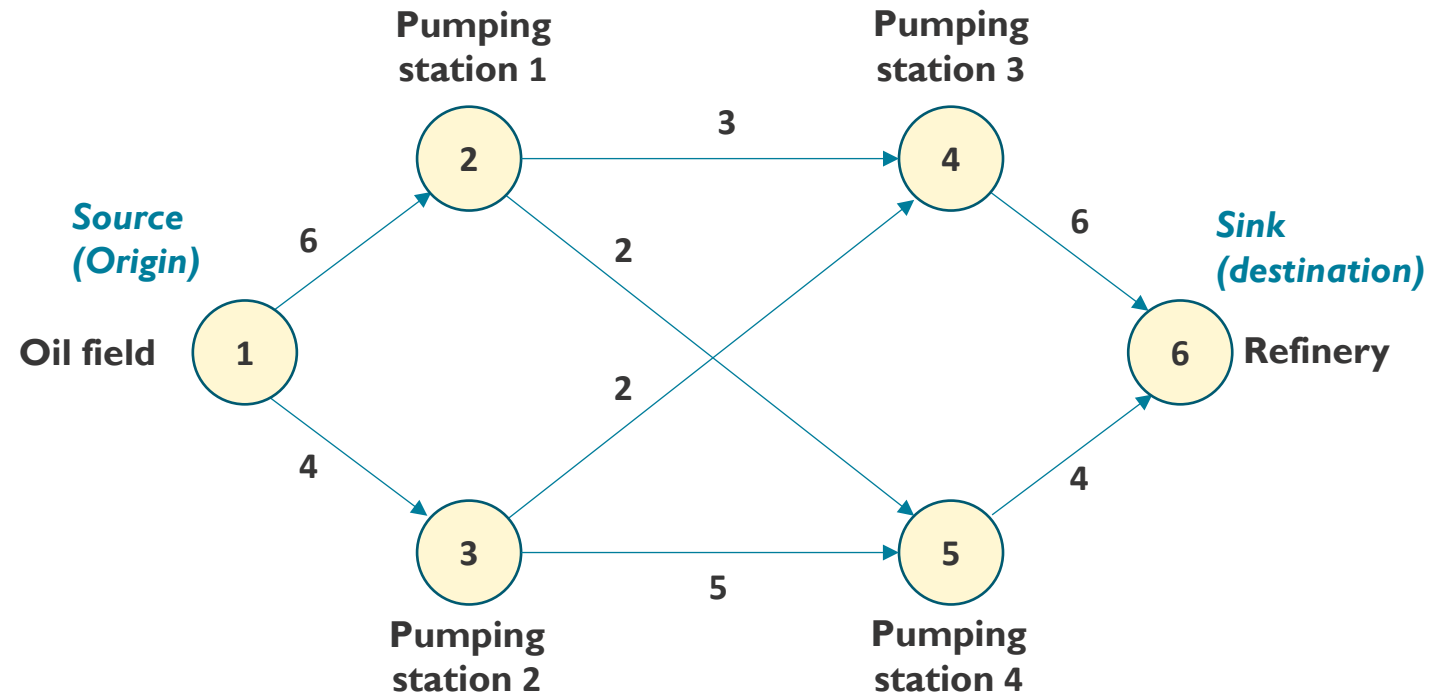 Pumping
station 1
Pumping
station 3
3
2
4
Source
(Origin)
6
2
6
Sink
(destination)
Oil field
1
6
Refinery
2
4
4
3
5
5
Pumping
station 2
Pumping
station 4